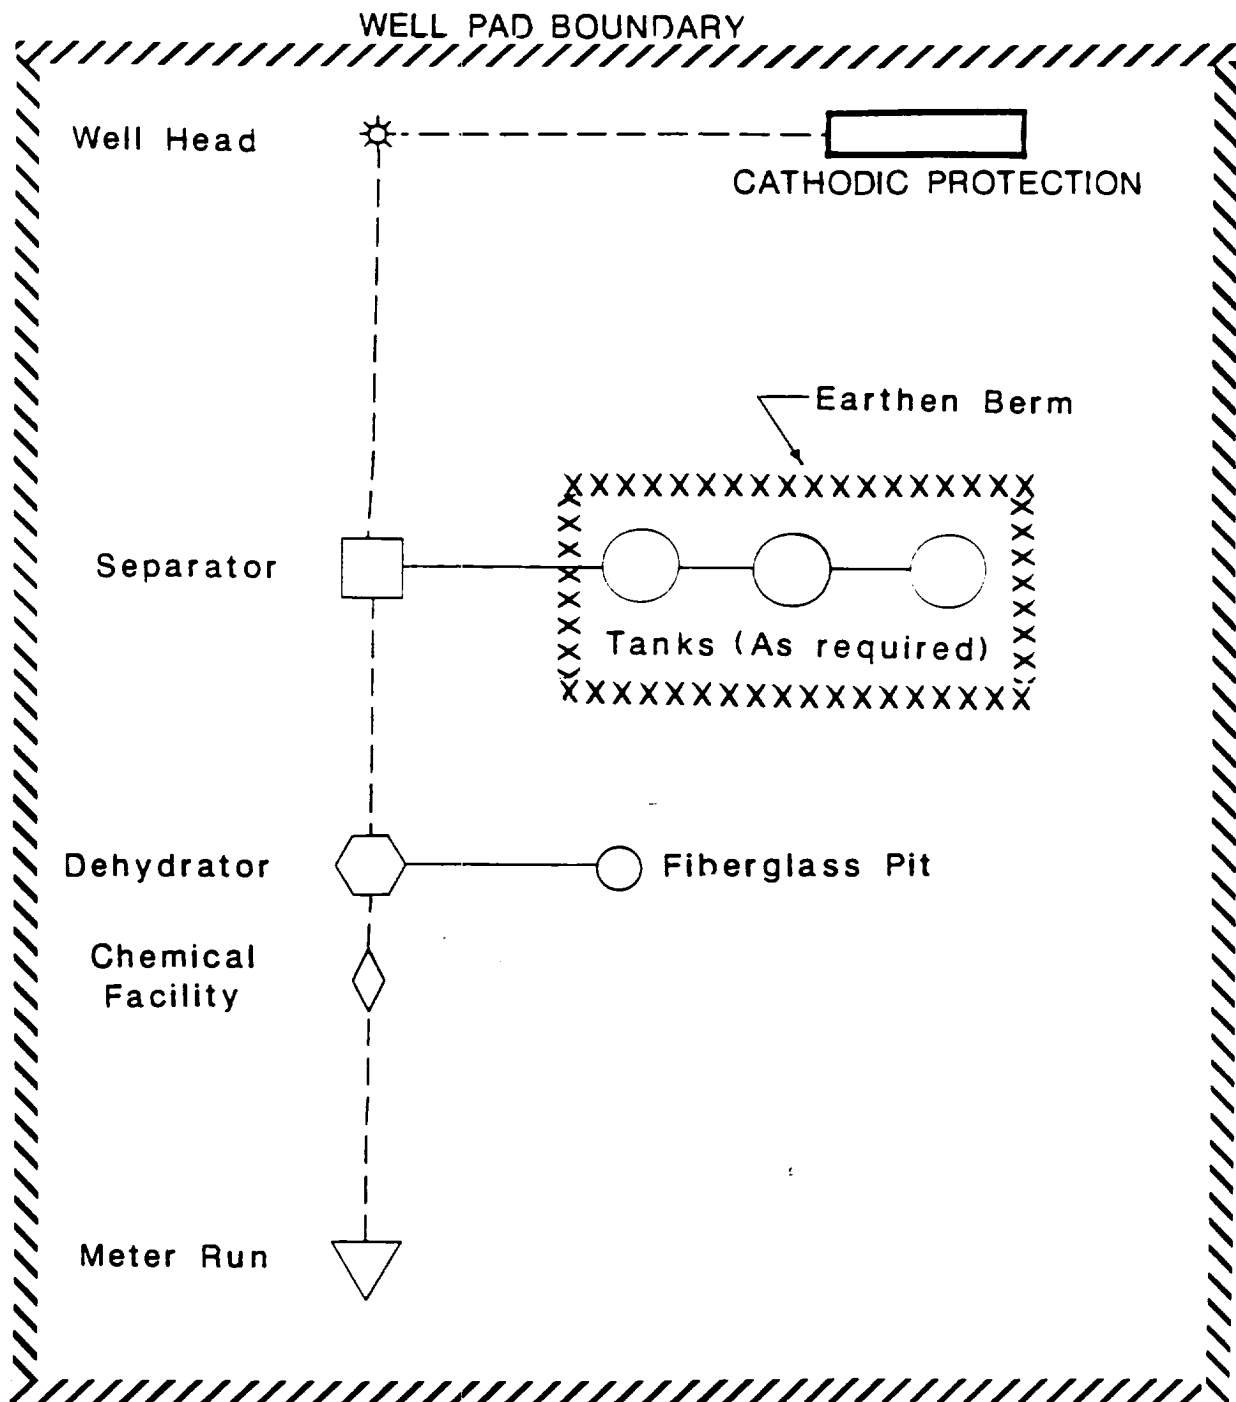 WELL PAD BOUNDARY
Well Head
CATHODIC PROTECTION
Earthen Berm
Separator
Tanks (As required)
Dehydrator
Fiberglass Pit
Chemical
Facility
Meter Run